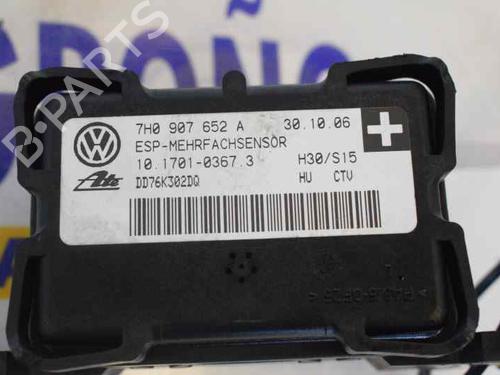 B-PARTS
7H0 907 652 A 30.10.06
ESP-MEHRFACHSENSOR
10.1701-0367.3 H30/S15
Ate DD76K302DQ HU CTV